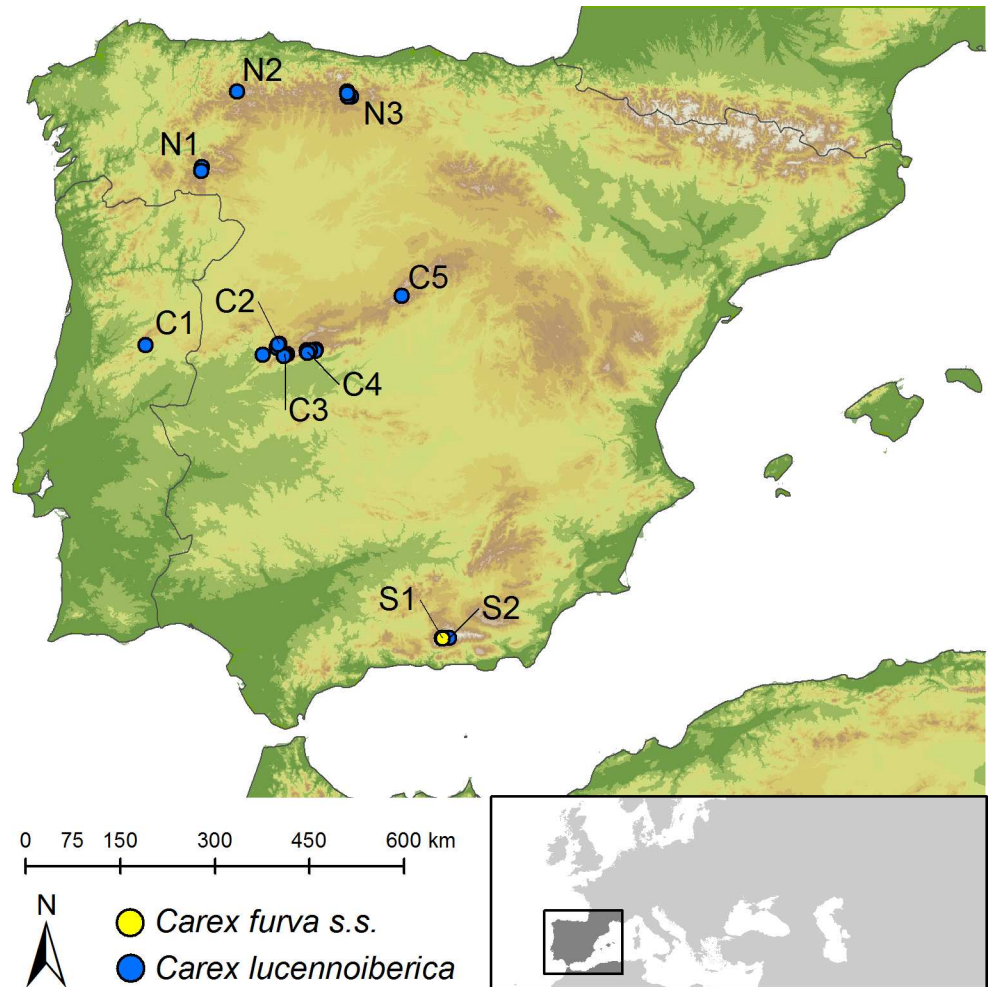 N2
N3
N1
C5
C2
C1
C4
C3
S1
S2
0 75 150 300 450 600 km
N
Carex furva s.s.
Carex lucennoiberica